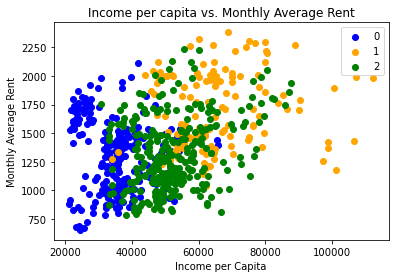 Income per capita vs. Monthly Average Rent
0
1
2
2250
2000
1750
1500
1250
1000
750
Monthly Average Rent
20000 40000 60000 80000 100000
Income per Capita